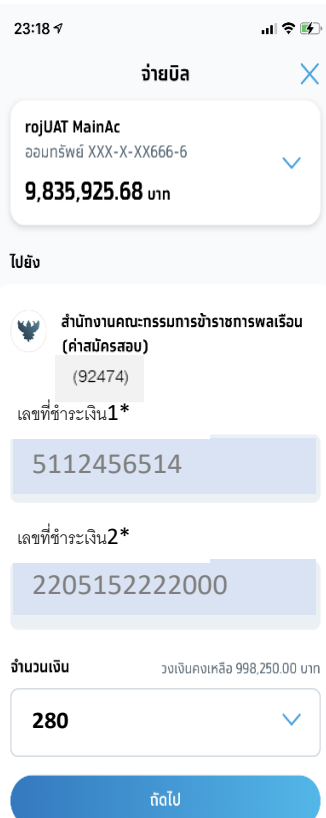 23:18
จ่ายบิล
rojUAT MainAc
ออมทรัพย์ XXX-X-XX666-6
9,835,925.68 บาท
ไปยัง
สำนักงานคณะกรรมการข้าราชการพลเรือน
(ค่าสมัครสอบ)
(92474)
เลขที่ชำระเงิน1*
5112456514
เลขที่ชำระเงิน2*
2205152222000
จำนวนเงิน วงเงินคงเหลือ 998,250.00 บาท
280
ถัดไป